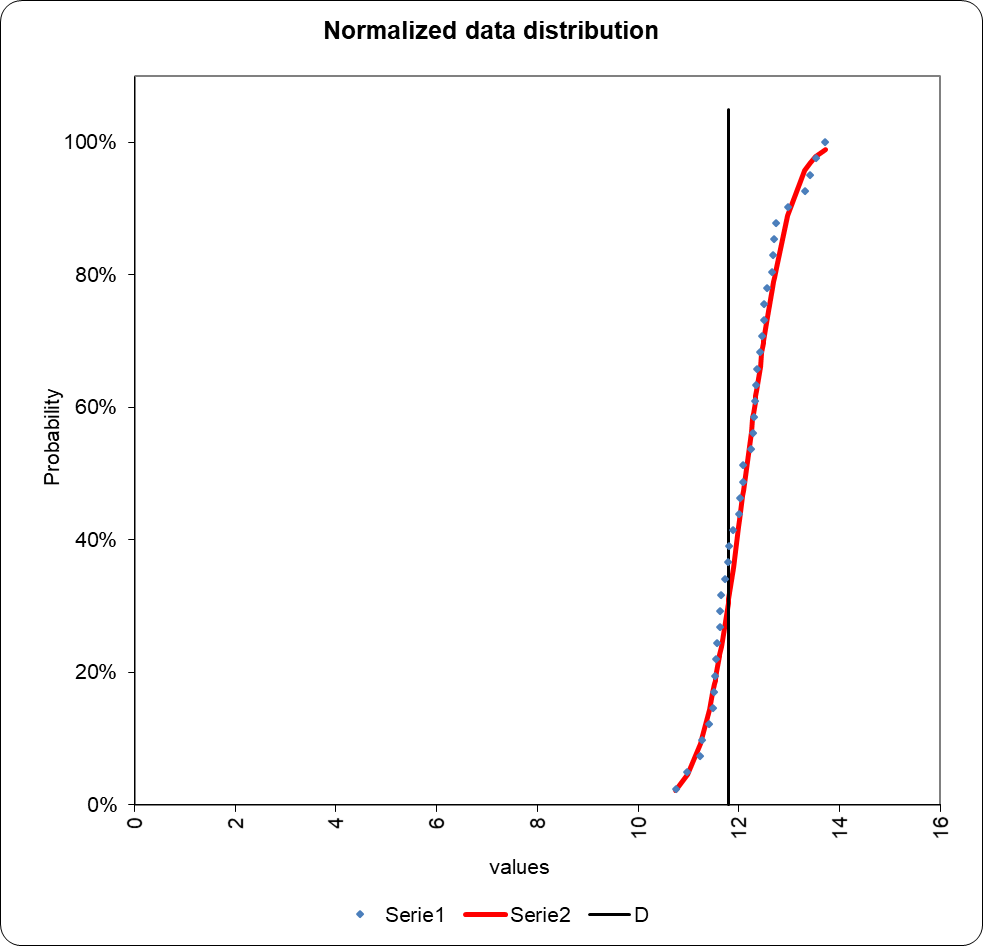 Normalized data distribution
100%
80%
60%
40%
20%
0%
Probability
0
2
4
6
8
10
12
14
16
values
Serie1
Serie2
D